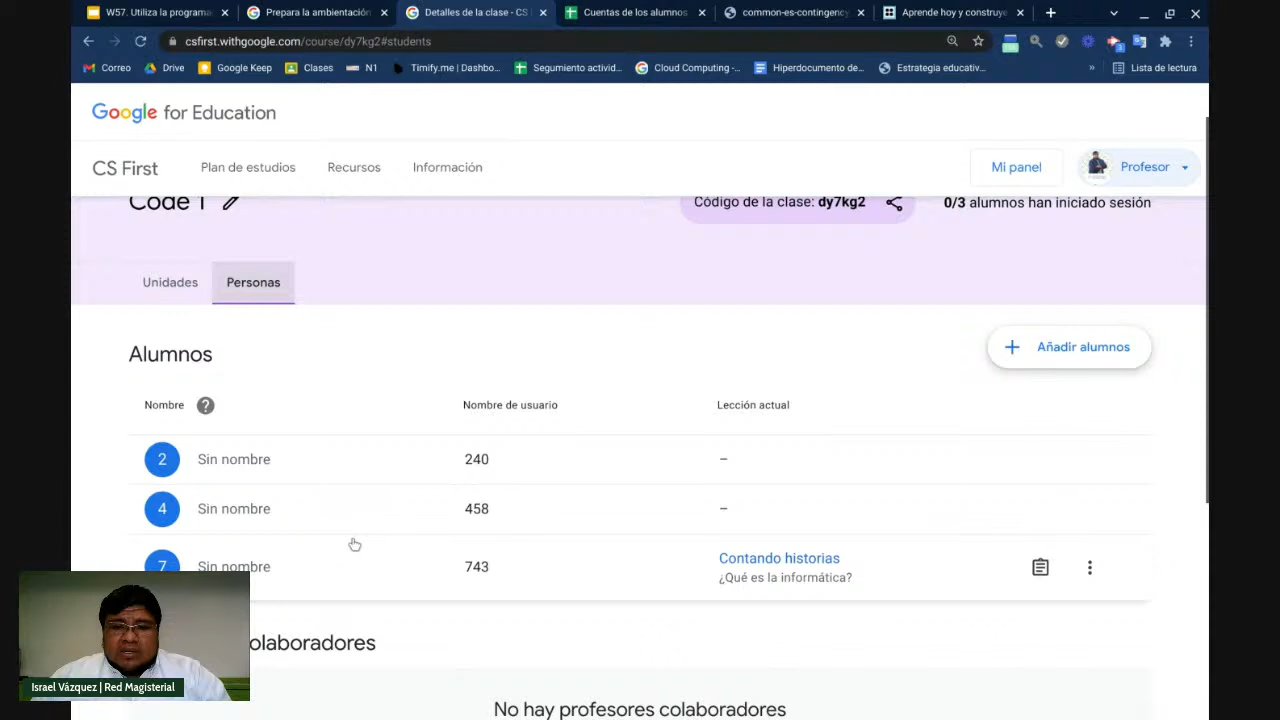 W57. Utiliza la programa
Prepara la ambientación
Detalles de la clase - CS
Cuentas de los alumnos
common-es-contingency
Aprende hoy y construye
csfirst.withgoogle.com/course/dy7kg2#students
Correo
Drive
Google Keep
Clases
N1
Timify.me | Dashbo...
Segumiento activid...
Cloud Computing -...
Hiperdocumento de...
Estrategia educativ...
»
Lista de lectura
Google for Education
CS First
Plan de estudios
Recursos
Información
Mi panel
Profesor
Code 1
Código de la clase: dy7kg2
0/3 alumnos han iniciado sesión
Unidades
Personas
Alumnos
+ Añadir alumnos
Nombre ?
Nombre de usuario
Lección actual
2 Sin nombre 240 –
4 Sin nombre 458 –
7 Sin nombre 743 Contando historias
¿Qué es la informática?
olaboradores
No hay profesores colaboradores
Israel Vázquez | Red Magisterial